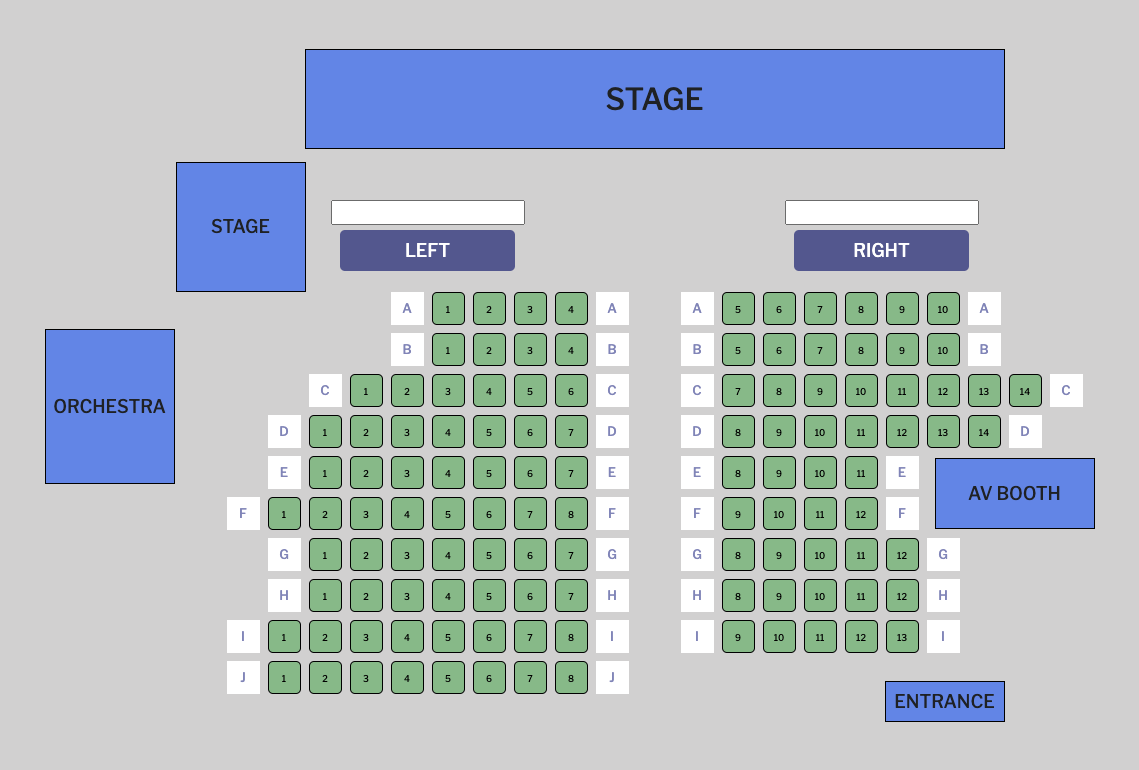 STAGE
STAGE
LEFT
RIGHT
A 1 2 3 4 A A 5 6 7 8 9 10 A
B 1 2 3 4 B B 5 6 7 8 9 10 B
C 1 2 3 4 5 6 C C 7 8 9 10 11 12 13 14 C
ORCHESTRA
D 1 2 3 4 5 6 7 D D 8 9 10 11 12 13 14 D
E 1 2 3 4 5 6 7 E E 8 9 10 11 E
AV BOOTH
F 1 2 3 4 5 6 7 8 F F 9 10 11 12 F
G 1 2 3 4 5 6 7 G G 8 9 10 11 12 G
H 1 2 3 4 5 6 7 H H 8 9 10 11 12 H
I 1 2 3 4 5 6 7 8 I I 9 10 11 12 13 I
J 1 2 3 4 5 6 7 8 J
ENTRANCE